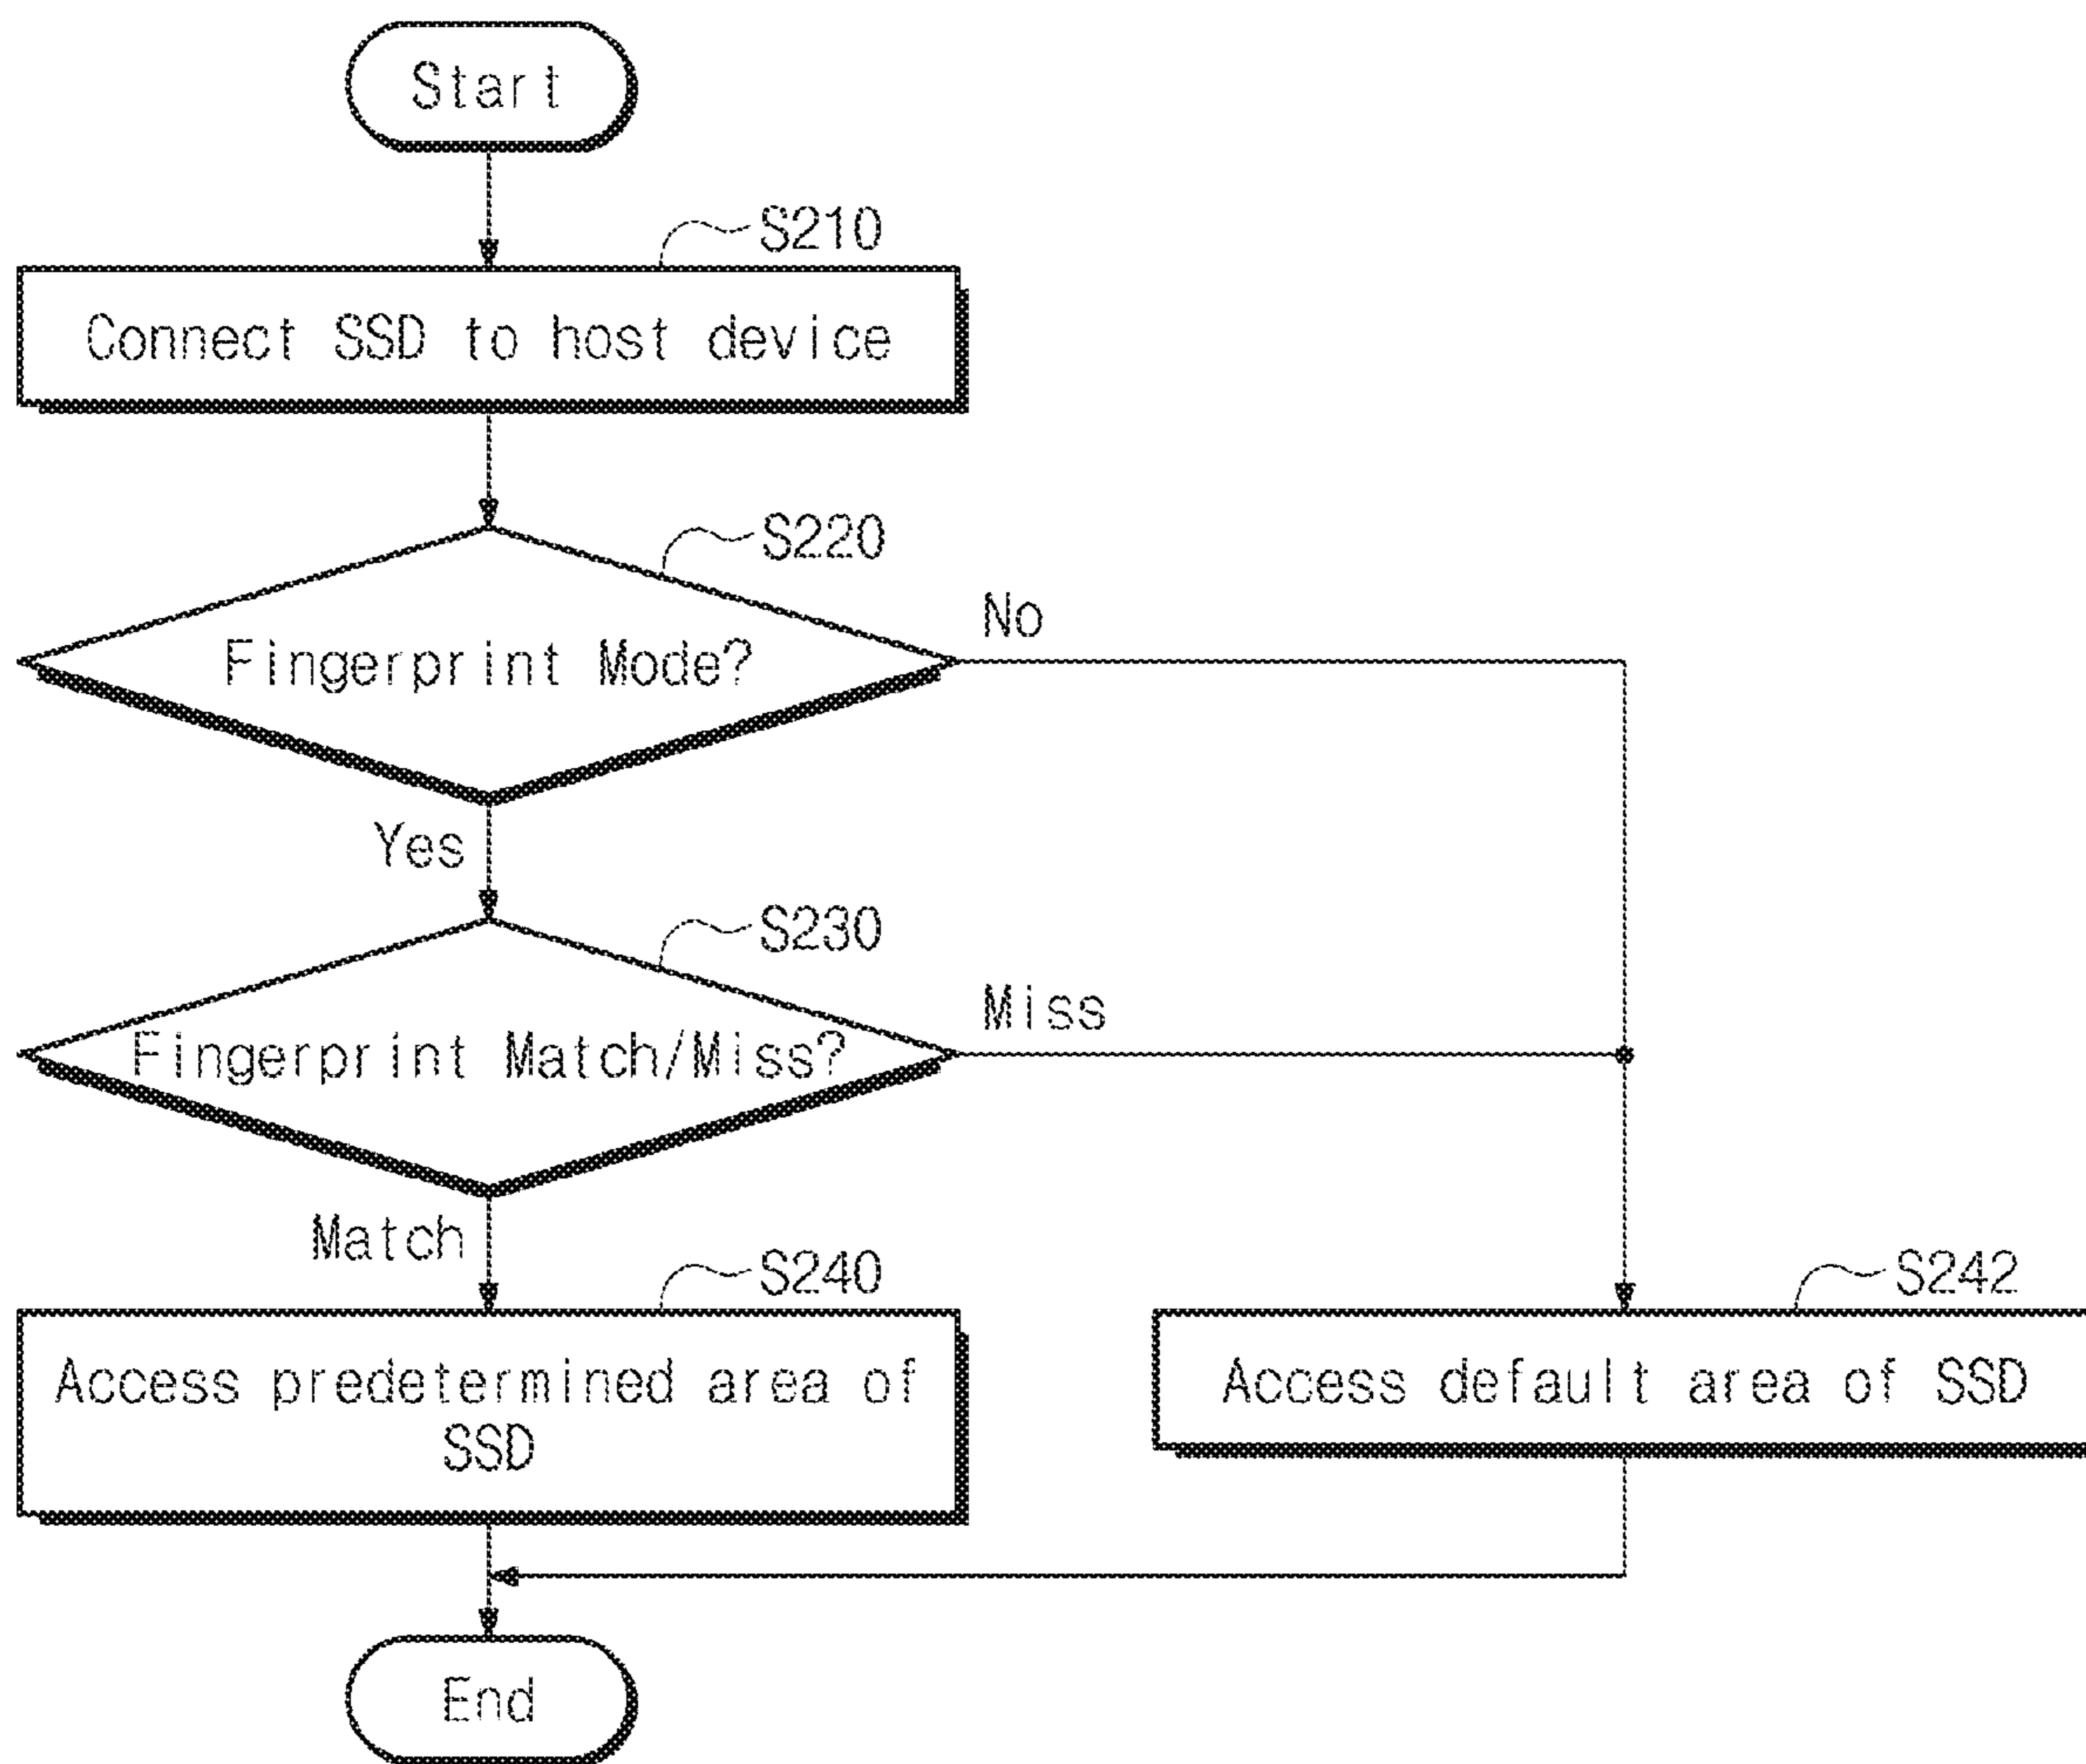 Start
S210
Connect SSD to host device
S220
Fingerprint Mode?
No
Yes
S230
Fingerprint Match/Miss?
Miss
Match
S240
Access predetermined area of
SSD
S242
Access default area of SSD
End